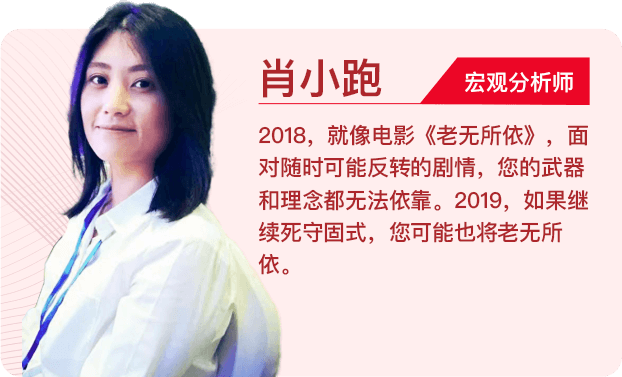 肖小跑
宏观分析师
2018，就像电影《老无所依》，面
对随时可能反转的剧情，您的武器
和理念都无法依靠。2019，如果继
续死守固式，您可能也将老无所
依。